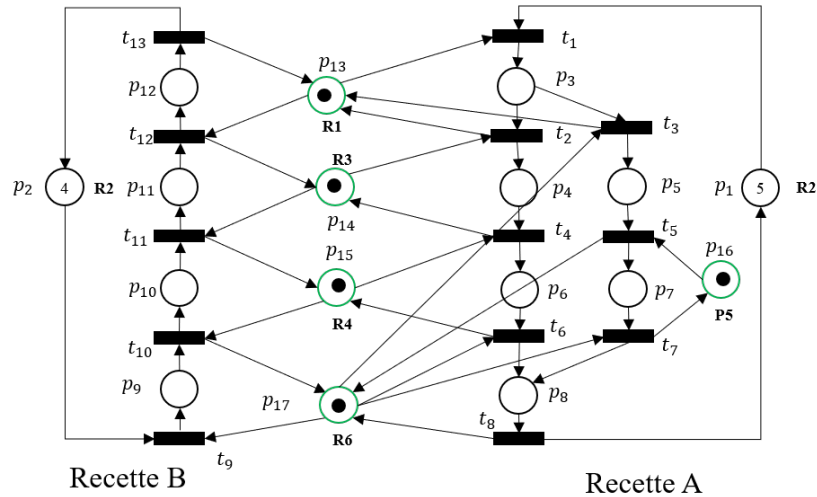 t13
p13
t1
p12
p3
R1
t12
R3
t2
t3
p2
4
R2
p11
p4
p5
p1
5
R2
p14
t11
p15
t4
t5
p16
p10
p6
p7
R4
P5
t10
t6
t7
p9
p17
p8
R6
t8
t9
Recette B
Recette A